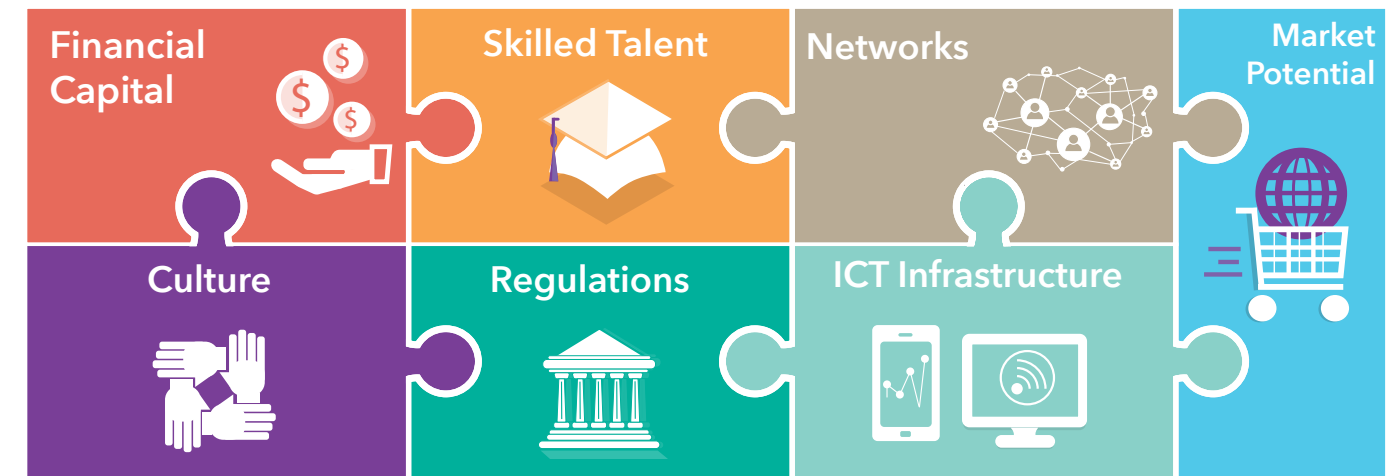 Financial
Capital
$
$
$
Skilled Talent
Networks
Market
Potential
Culture
Regulations
ICT Infrastructure